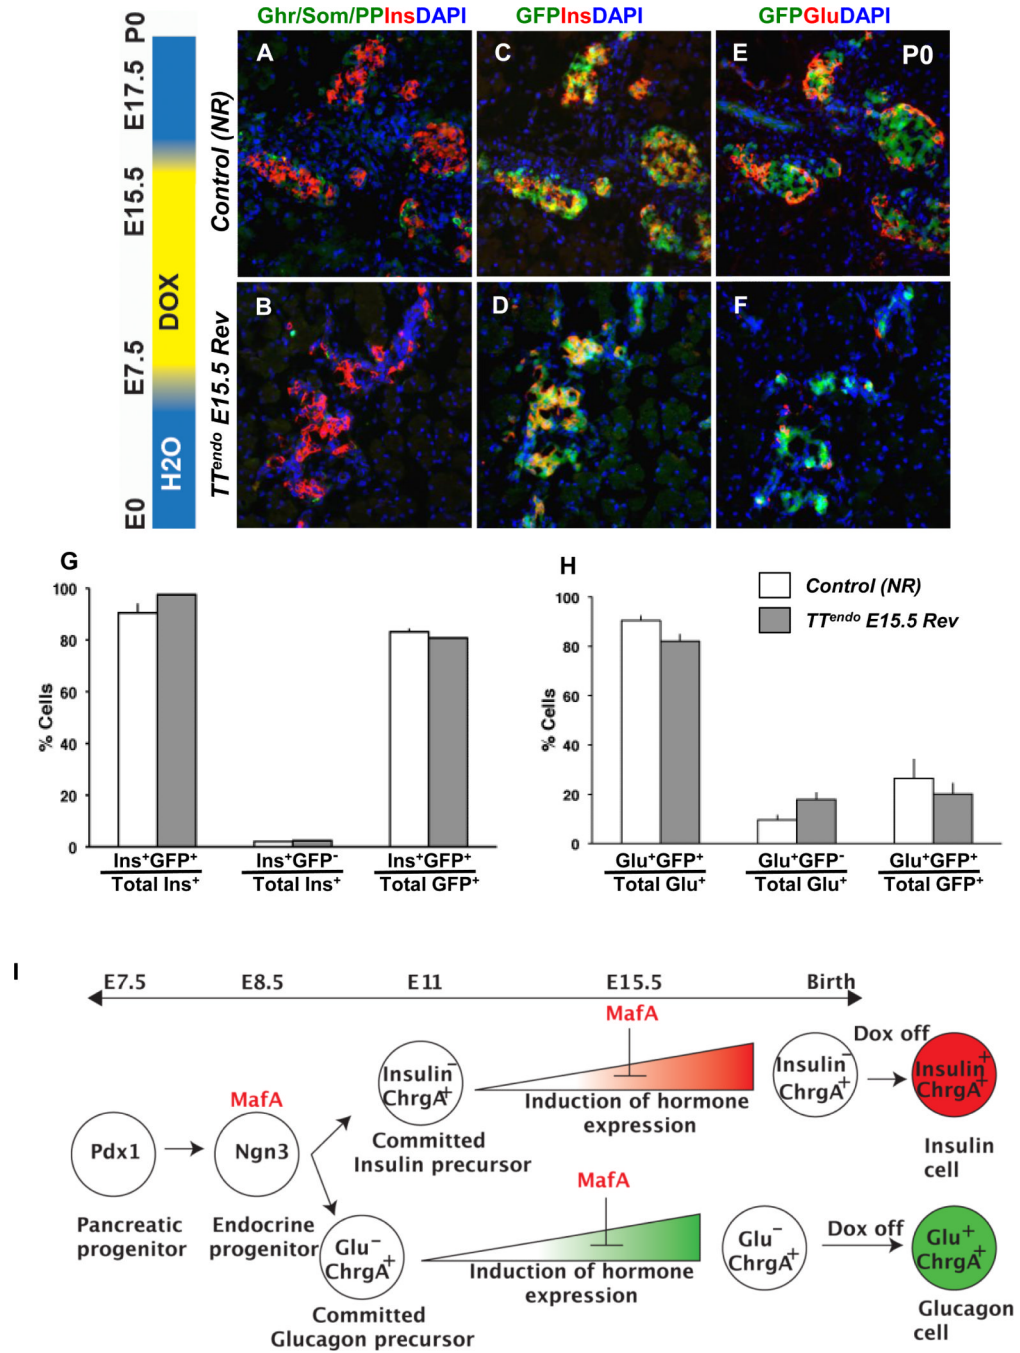 Ghr/Som/PPInsDAPI
GFPInsDAPI
GFPGluDAPI
P0
E17.5
E15.5
DOX
E7.5
H2O
E0
Control (NR)
TTendo E15.5 Rev
A
C
E
P0
B
D
F
G
100
80
60
40
20
0
% Cells
Ins+GFP+
Total Ins+
Ins+GFP-
Total Ins+
Ins+GFP+
Total GFP+
H
Control (NR)
TTendo E15.5 Rev
100
80
60
40
20
0
% Cells
Glu+GFP+
Total Glu+
Glu+GFP-
Total Glu+
Glu+GFP+
Total GFP+
I
E7.5
E8.5
E11
E15.5
Birth
MafA
Dox off
Insulin-
ChrgA+
Insulin-
ChrgA+
Insulin+
ChrgA+
Induction of hormone
expression
MafA
Pdx1
Ngn3
Committed
Insulin precursor
Insulin
cell
MafA
Pancreatic
progenitor
Endocrine
progenitor
Glu-
ChrgA+
Glu-
ChrgA+
Dox off
Glu+
ChrgA+
Induction of hormone
expression
Committed
Glucagon precursor
Glucagon
cell